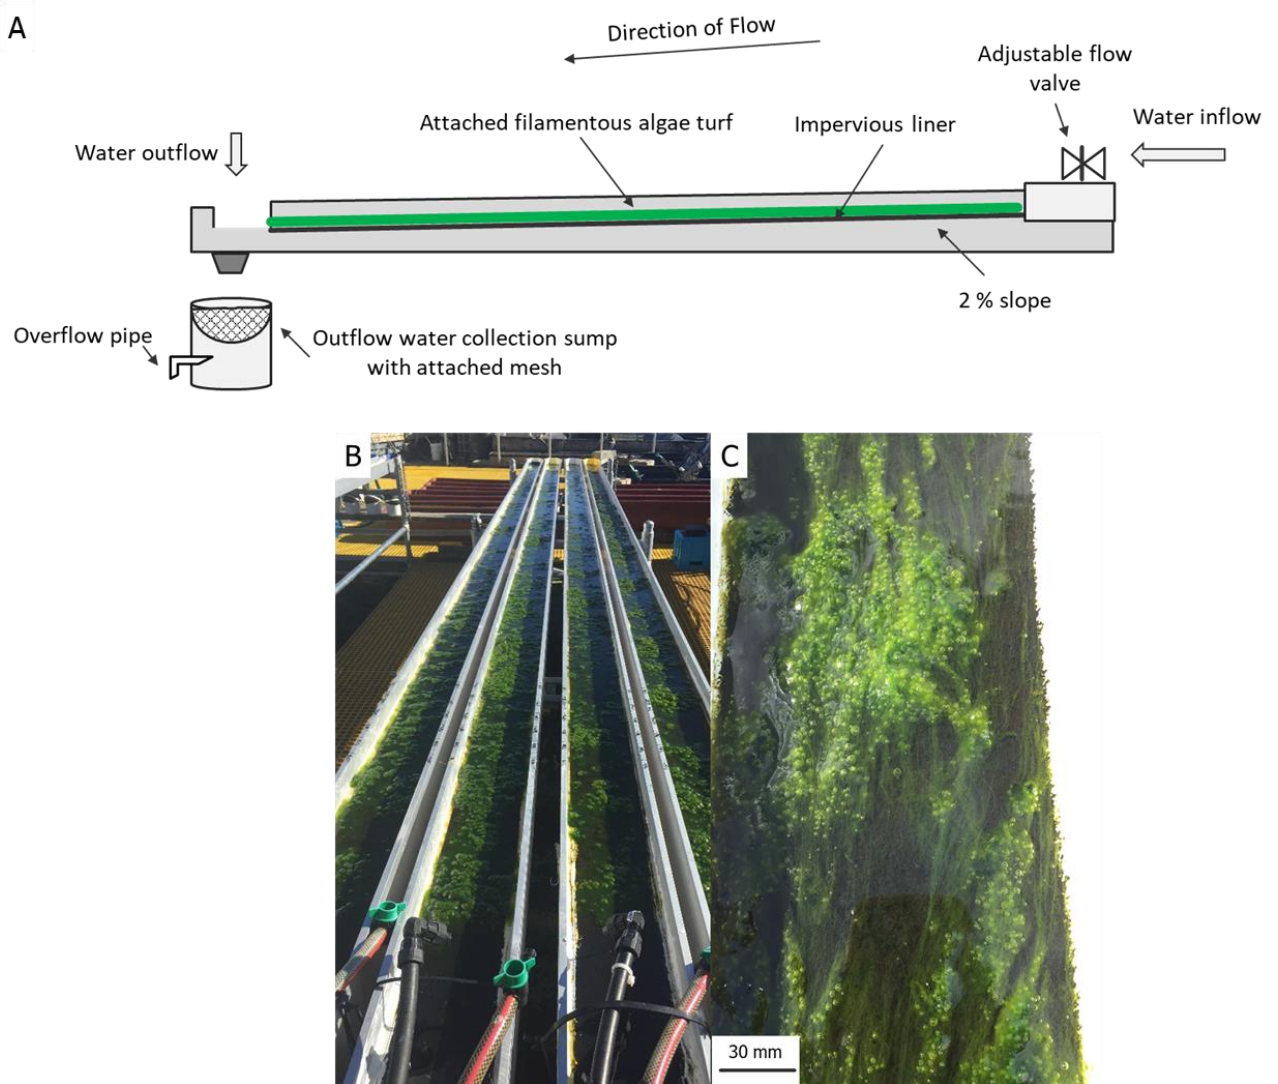 A
Direction of Flow
Adjustable flow
valve
Water inflow
Attached filamentous algae turf
Impervious liner
Water outflow
2 % slope
Overflow pipe
Outflow water collection sump
with attached mesh
B
C
30 mm